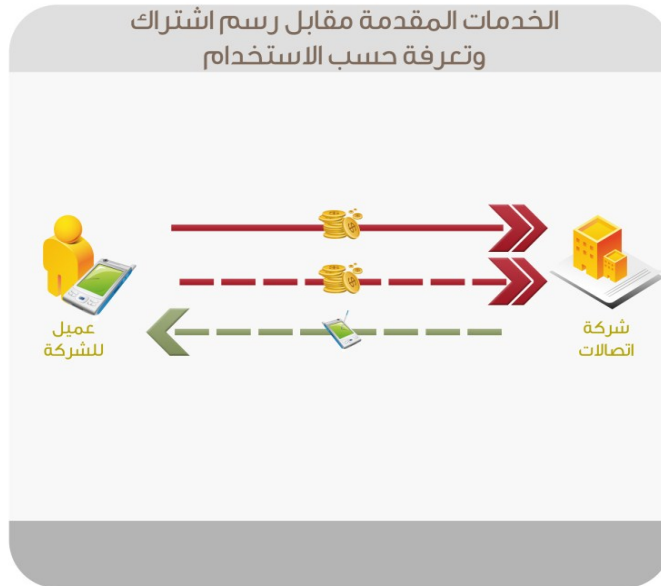 الخدمات المقدمة مقابل رسم اشتراك
وتعرفة حسب الاستخدام
شركة
اتصالات
عميل
للشركة